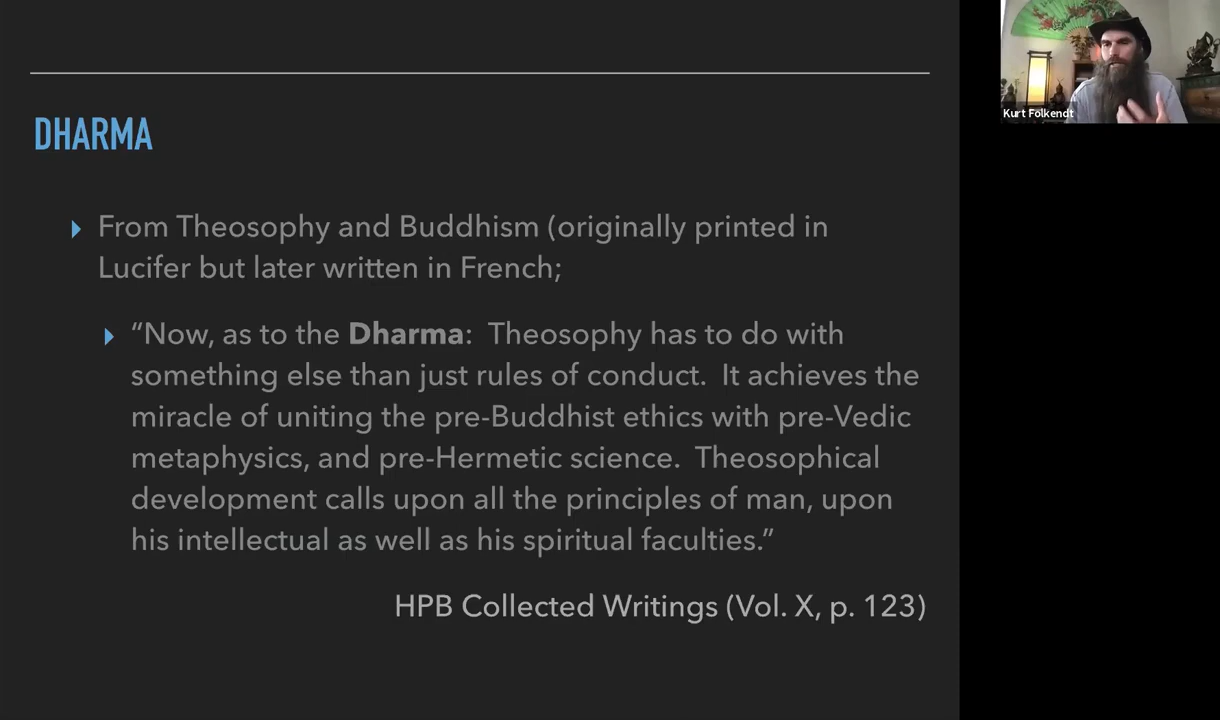 DHARMA
From Theosophy and Buddhism (originally printed in
Lucifer but later written in French;
“Now, as to the Dharma:  Theosophy has to do with
something else than just rules of conduct.  It achieves the
miracle of uniting the pre-Buddhist ethics with pre-Vedic
metaphysics, and pre-Hermetic science.  Theosophical
development calls upon all the principles of man, upon
his intellectual as well as his spiritual faculties.”
HPB Collected Writings (Vol. X, p. 123)
Kurt Folkendt